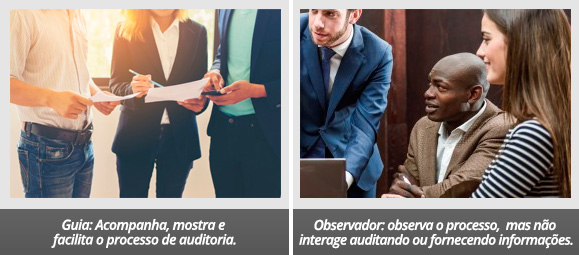 Guia: Acompanha, mostra e
facilita o processo de auditoria.
Observador: observa o processo, mas não
interage auditando ou fornecendo informações.